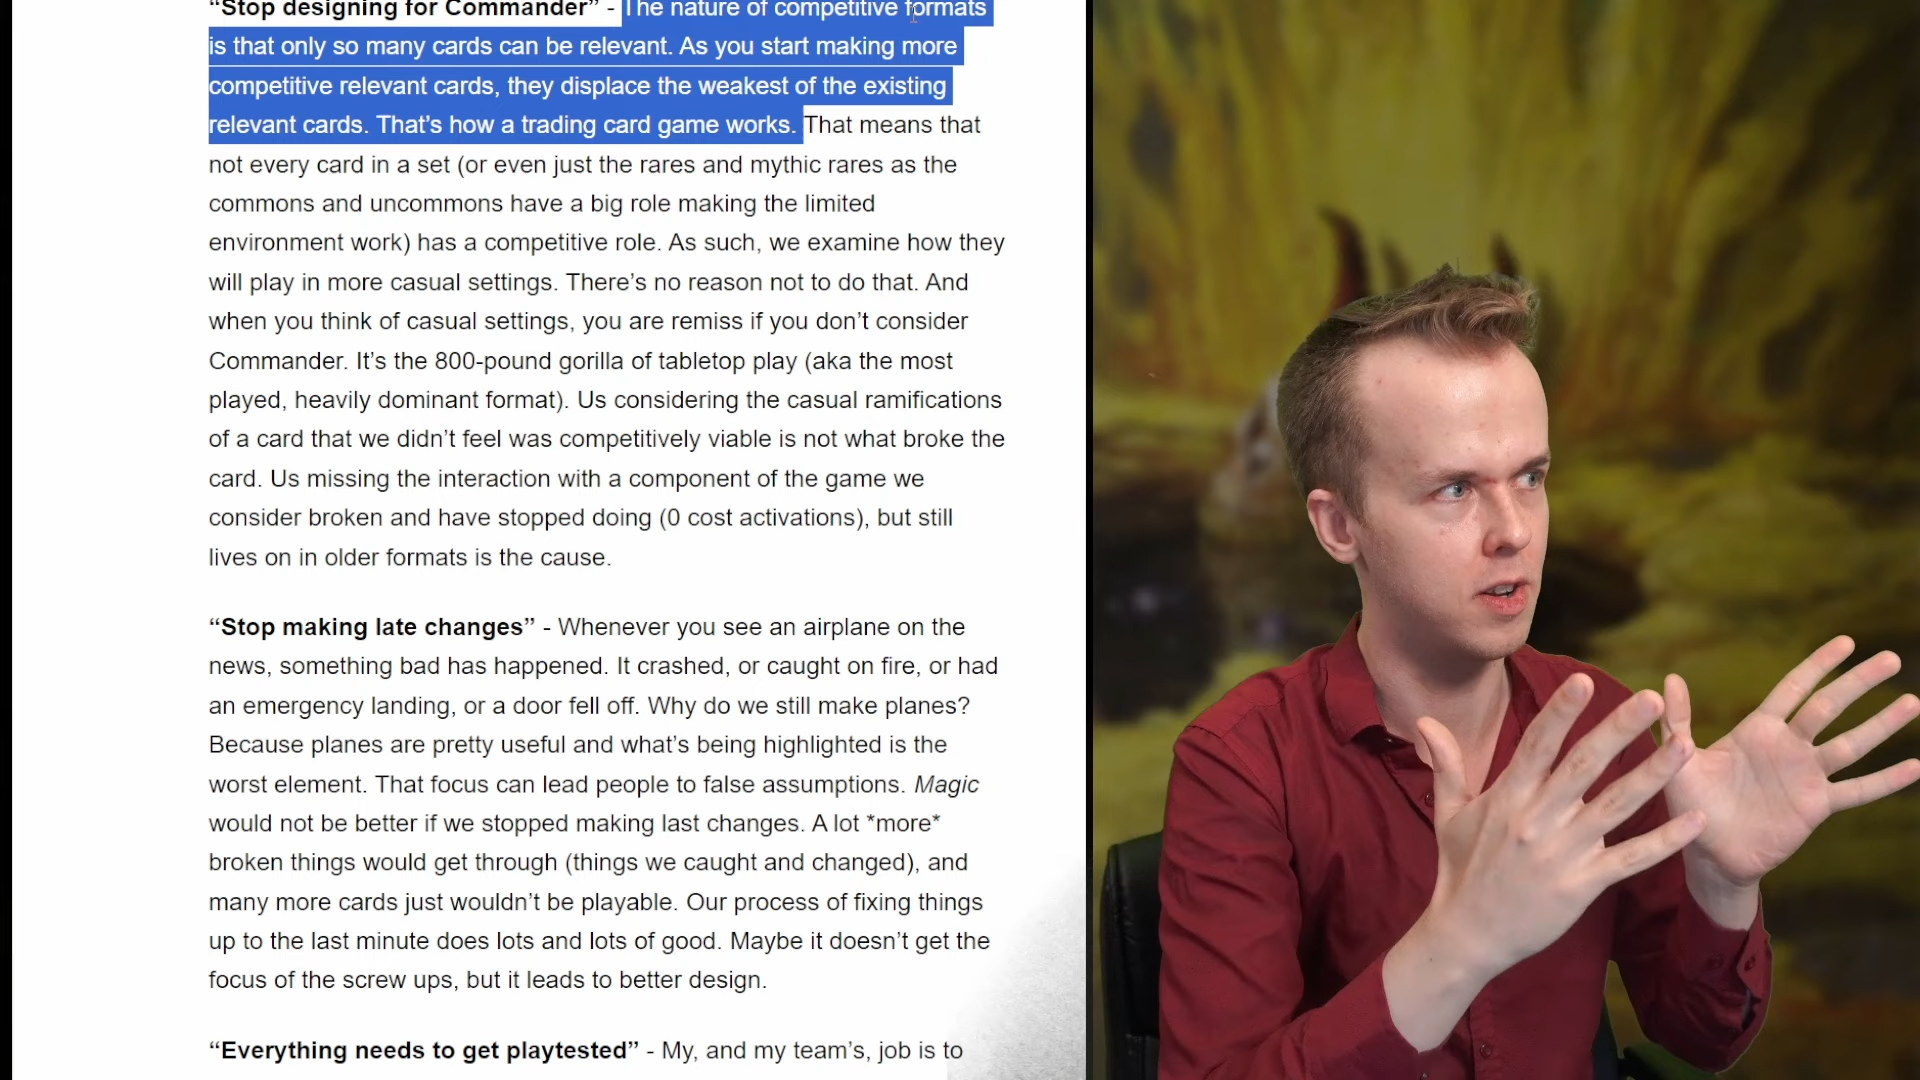 “Stop designing for Commander” - The nature of competitive formats
is that only so many cards can be relevant. As you start making more
competitive relevant cards, they displace the weakest of the existing
relevant cards. That’s how a trading card game works. That means that
not every card in a set (or even just the rares and mythic rares as the
commons and uncommons have a big role making the limited
environment work) has a competitive role. As such, we examine how they
will play in more casual settings. There’s no reason not to do that. And
when you think of casual settings, you are remiss if you don’t consider
Commander. It’s the 800-pound gorilla of tabletop play (aka the most
played, heavily dominant format). Us considering the casual ramifications
of a card that we didn’t feel was competitively viable is not what broke the
card. Us missing the interaction with a component of the game we
consider broken and have stopped doing (0 cost activations), but still
lives on in older formats is the cause.
“Stop making late changes” - Whenever you see an airplane on the
news, something bad has happened. It crashed, or caught on fire, or had
an emergency landing, or a door fell off. Why do we still make planes?
Because planes are pretty useful and what’s being highlighted is the
worst element. That focus can lead people to false assumptions. Magic
would not be better if we stopped making last changes. A lot *more*
broken things would get through (things we caught and changed), and
many more cards just wouldn’t be playable. Our process of fixing things
up to the last minute does lots and lots of good. Maybe it doesn’t get the
focus of the screw ups, but it leads to better design.
“Everything needs to get playtested” - My, and my team’s, job is to